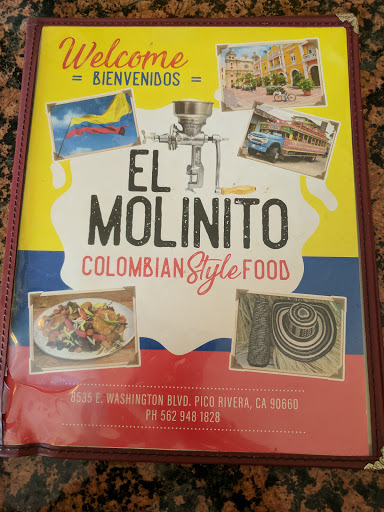 Welcome
= BIENVENIDOS =
EL
MOLINITO
COLOMBIAN Style FOOD
8535 E. WASHINGTON BLVD. PICO RIVERA, CA 90660
PH 562 948 1828